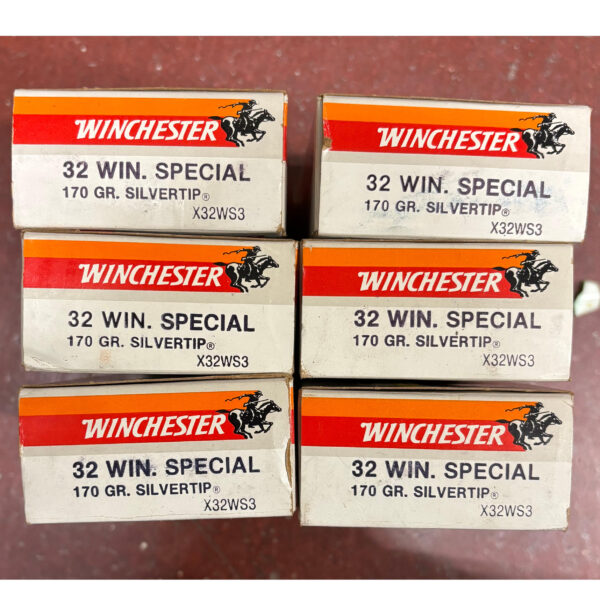 WINCHESTER
32 WIN. SPECIAL
170 GR. SILVERTIP®
X32WS3
WINCHESTER
32 WIN. SPECIAL
170 GR. SILVERTIP®
X32WS3
WINCHESTER
32 WIN. SPECIAL
170 GR. SILVERTIP®
X32WS3
WINCHESTER
32 WIN. SPECIAL
170 GR. SILVERTIP®
X32WS3
WINCHESTER
32 WIN. SPECIAL
170 GR. SILVERTIP®
X32WS3
WINCHESTER
32 WIN. SPECIAL
170 GR. SILVERTIP®
X32WS3